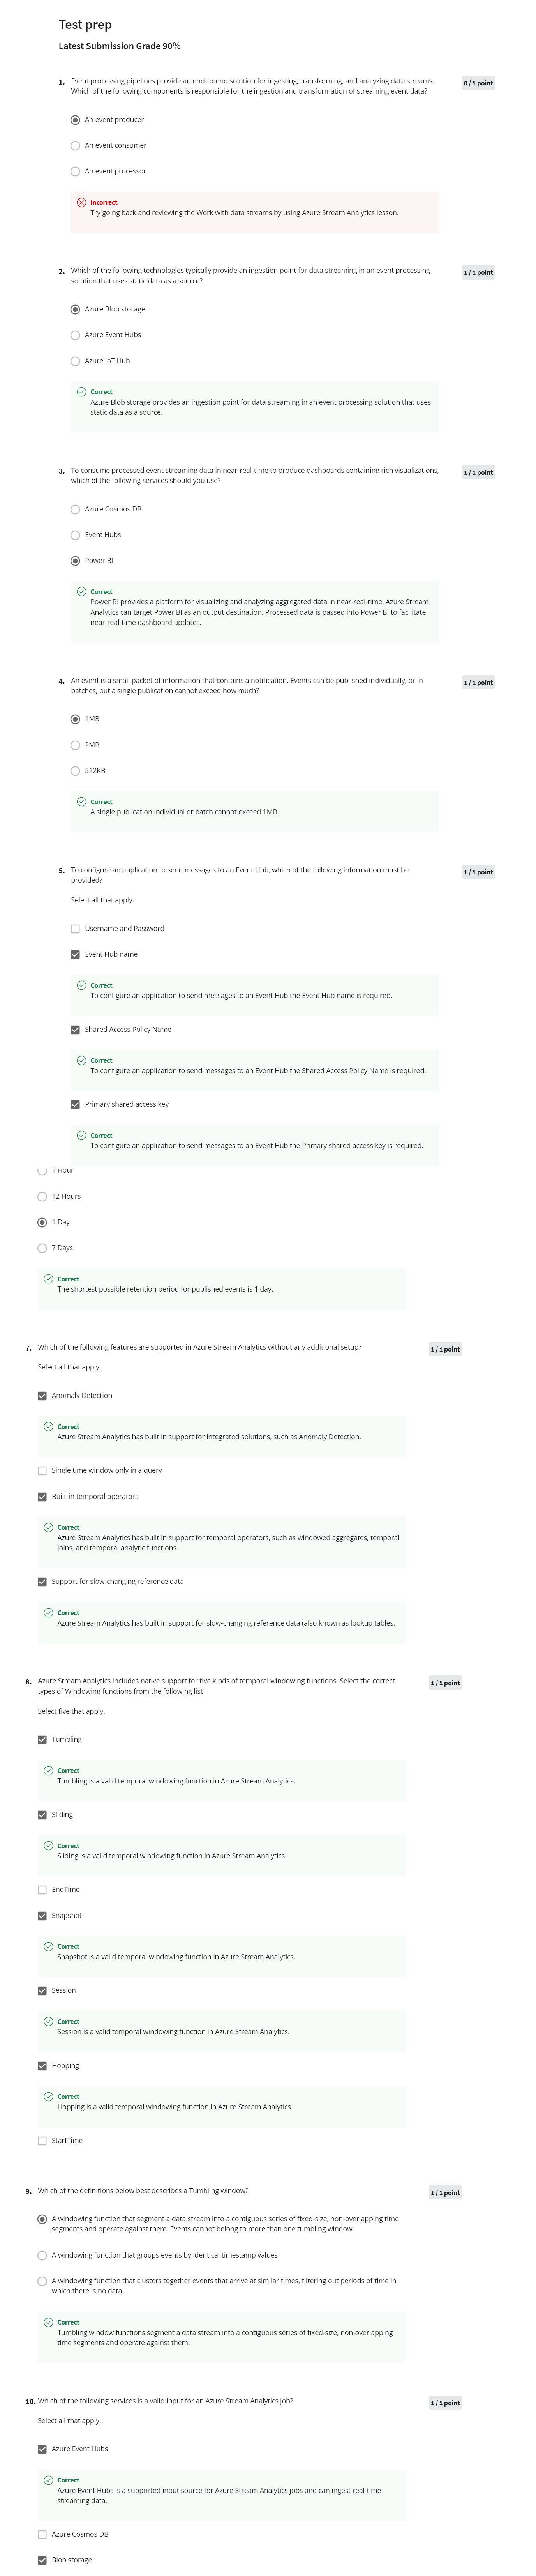 Test prep
Latest Submission Grade 90%
1. Event processing pipelines provide an end-to-end solution for ingesting, transforming, and analyzing data streams.
Which of the following components is responsible for the ingestion and transformation of streaming event data?
0 / 1 point
An event producer
An event consumer
An event processor
Incorrect
Try going back and reviewing the Work with data streams by using Azure Stream Analytics lesson.
2. Which of the following technologies typically provide an ingestion point for data streaming in an event processing
solution that uses static data as a source?
1 / 1 point
Azure Blob storage
Azure Event Hubs
Azure IoT Hub
Correct
Azure Blob storage provides an ingestion point for data streaming in an event processing solution that uses
static data as a source.
3. To consume processed event streaming data in near-real-time to produce dashboards containing rich visualizations,
which of the following services should you use?
1 / 1 point
Azure Cosmos DB
Event Hubs
Power BI
Correct
Power BI provides a platform for visualizing and analyzing aggregated data in near-real-time. Azure Stream
Analytics can target Power BI as an output destination. Processed data is passed into Power BI to facilitate
near-real-time dashboard updates.
4. An event is a small packet of information that contains a notification. Events can be published individually, or in
batches, but a single publication cannot exceed how much?
1 / 1 point
1MB
2MB
512KB
Correct
A single publication individual or batch cannot exceed 1MB.
5. To configure an application to send messages to an Event Hub, which of the following information must be
provided?
1 / 1 point
Select all that apply.
Username and Password
Event Hub name
Correct
To configure an application to send messages to an Event Hub the Event Hub name is required.
Shared Access Policy Name
Correct
To configure an application to send messages to an Event Hub the Shared Access Policy Name is required.
Primary shared access key
Correct
To configure an application to send messages to an Event Hub the Primary shared access key is required.
1 Hour
12 Hours
1 Day
7 Days
Correct
The shortest possible retention period for published events is 1 day.
7. Which of the following features are supported in Azure Stream Analytics without any additional setup?
1 / 1 point
Select all that apply.
Anomaly Detection
Correct
Azure Stream Analytics has built in support for integrated solutions, such as Anomaly Detection.
Single time window only in a query
Built-in temporal operators
Correct
Azure Stream Analytics has built in support for temporal operators, such as windowed aggregates, temporal
joins, and temporal analytic functions.
Support for slow-changing reference data
Correct
Azure Stream Analytics has built in support for slow-changing reference data (also known as lookup tables.
8. Azure Stream Analytics includes native support for five kinds of temporal windowing functions. Select the correct
types of Windowing functions from the following list
1 / 1 point
Select five that apply.
Tumbling
Correct
Tumbling is a valid temporal windowing function in Azure Stream Analytics.
Sliding
Correct
Sliding is a valid temporal windowing function in Azure Stream Analytics.
EndTime
Snapshot
Correct
Snapshot is a valid temporal windowing function in Azure Stream Analytics.
Session
Correct
Session is a valid temporal windowing function in Azure Stream Analytics.
Hopping
Correct
Hopping is a valid temporal windowing function in Azure Stream Analytics.
StartTime
9. Which of the definitions below best describes a Tumbling window?
1 / 1 point
A windowing function that segment a data stream into a contiguous series of fixed-size, non-overlapping time
segments and operate against them. Events cannot belong to more than one tumbling window.
A windowing function that groups events by identical timestamp values
A windowing function that clusters together events that arrive at similar times, filtering out periods of time in
which there is no data.
Correct
Tumbling window functions segment a data stream into a contiguous series of fixed-size, non-overlapping
time segments and operate against them.
10. Which of the following services is a valid input for an Azure Stream Analytics job?
1 / 1 point
Select all that apply.
Azure Event Hubs
Correct
Azure Event Hubs is a supported input source for Azure Stream Analytics jobs and can ingest real-time
streaming data.
Azure Cosmos DB
Blob storage